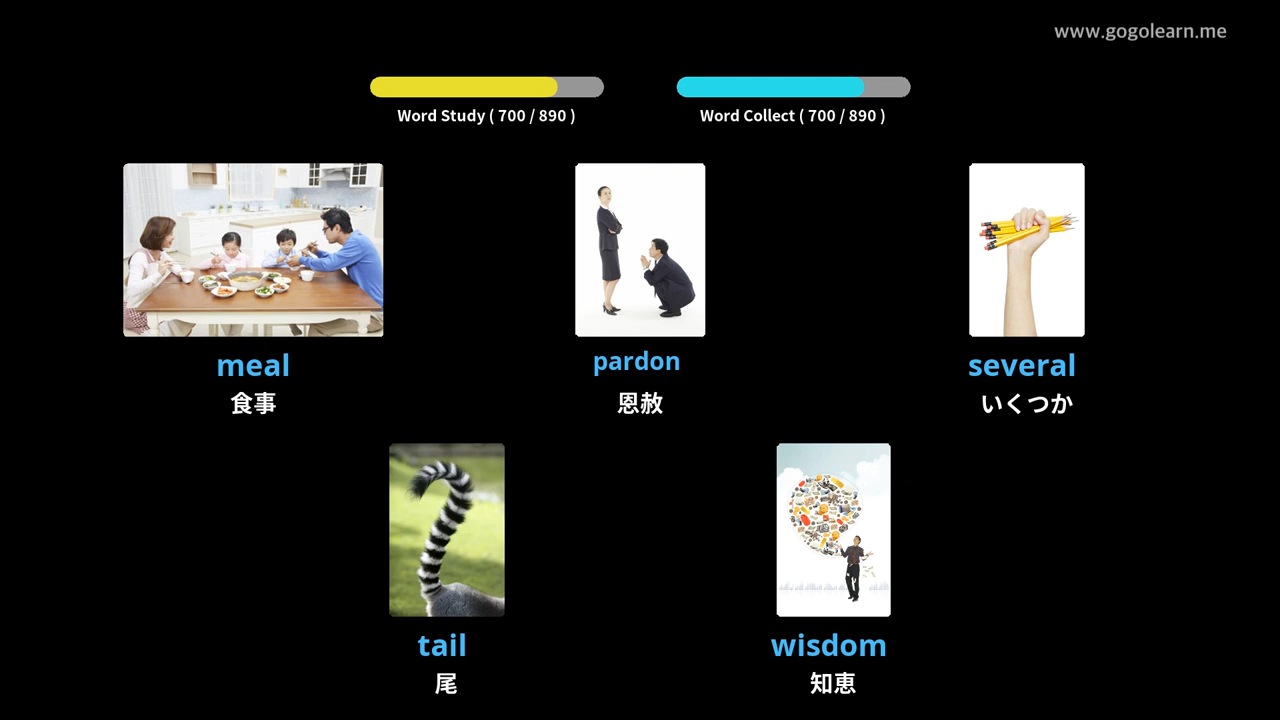 www.gogolearn.me
Word Study ( 700 / 890 )
Word Collect ( 700 / 890 )
meal
食事
pardon
恩赦
several
いくつか
tail
尾
wisdom
知恵